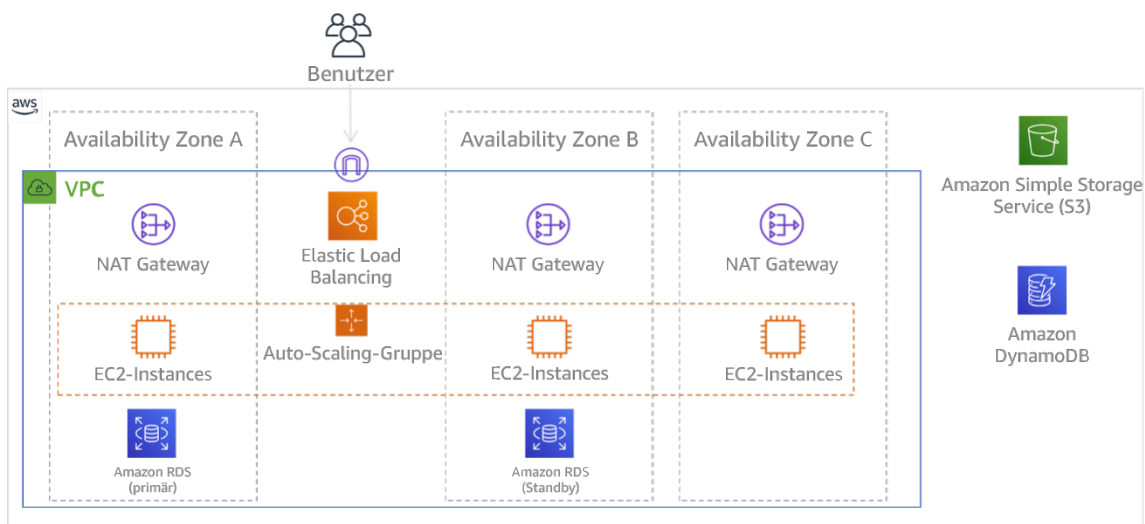 Benutzer
aws
Availability Zone A
Availability Zone B
Availability Zone C
VPC
Amazon Simple Storage
Service (S3)
NAT Gateway
Elastic Load
Balancing
NAT Gateway
NAT Gateway
Auto-Scaling-Gruppe
EC2-Instances
EC2-Instances
EC2-Instances
Amazon
DynamoDB
Amazon RDS
(primär)
Amazon RDS
(Standby)